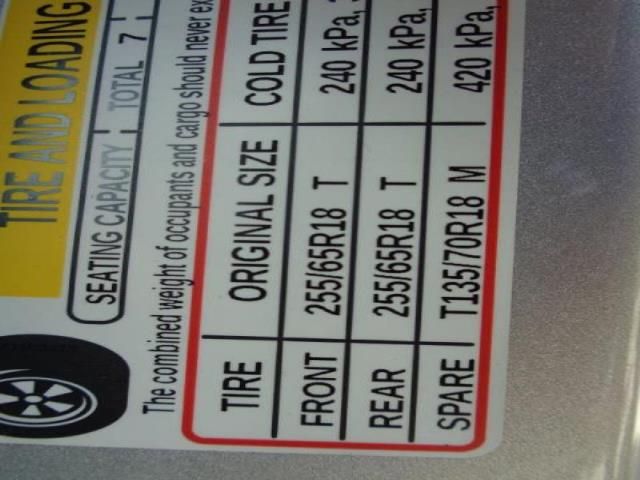 TIRE AND LOADING
SEATING CAPACITY TOTAL 7
The combined weight of occupants and cargo should never
TIRE ORIGINAL SIZE COLD TIRE
FRONT 255/65R18 T 240 kPa,
REAR 255/65R18 T 240 kPa,
SPARE T135/70R18 M 420 kPa,